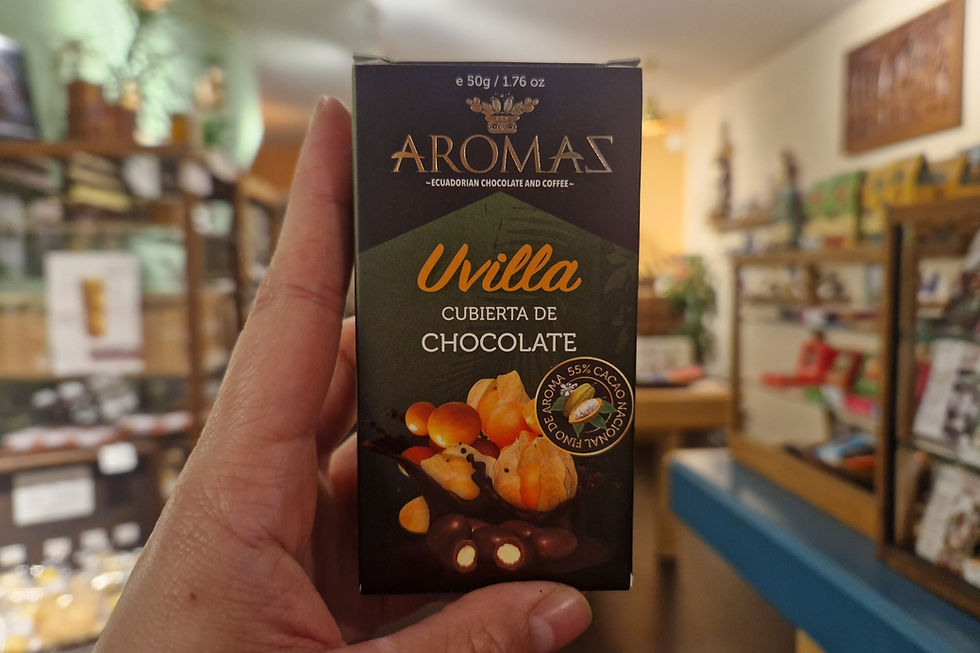 e 50g / 1.76 oz
AROMAS
~ECUADORIAN CHOCOLATE AND COFFEE~
Uvilla
CUBIERTA DE
CHOCOLATE
55% CACAO NACIONAL FINO DE AROMA